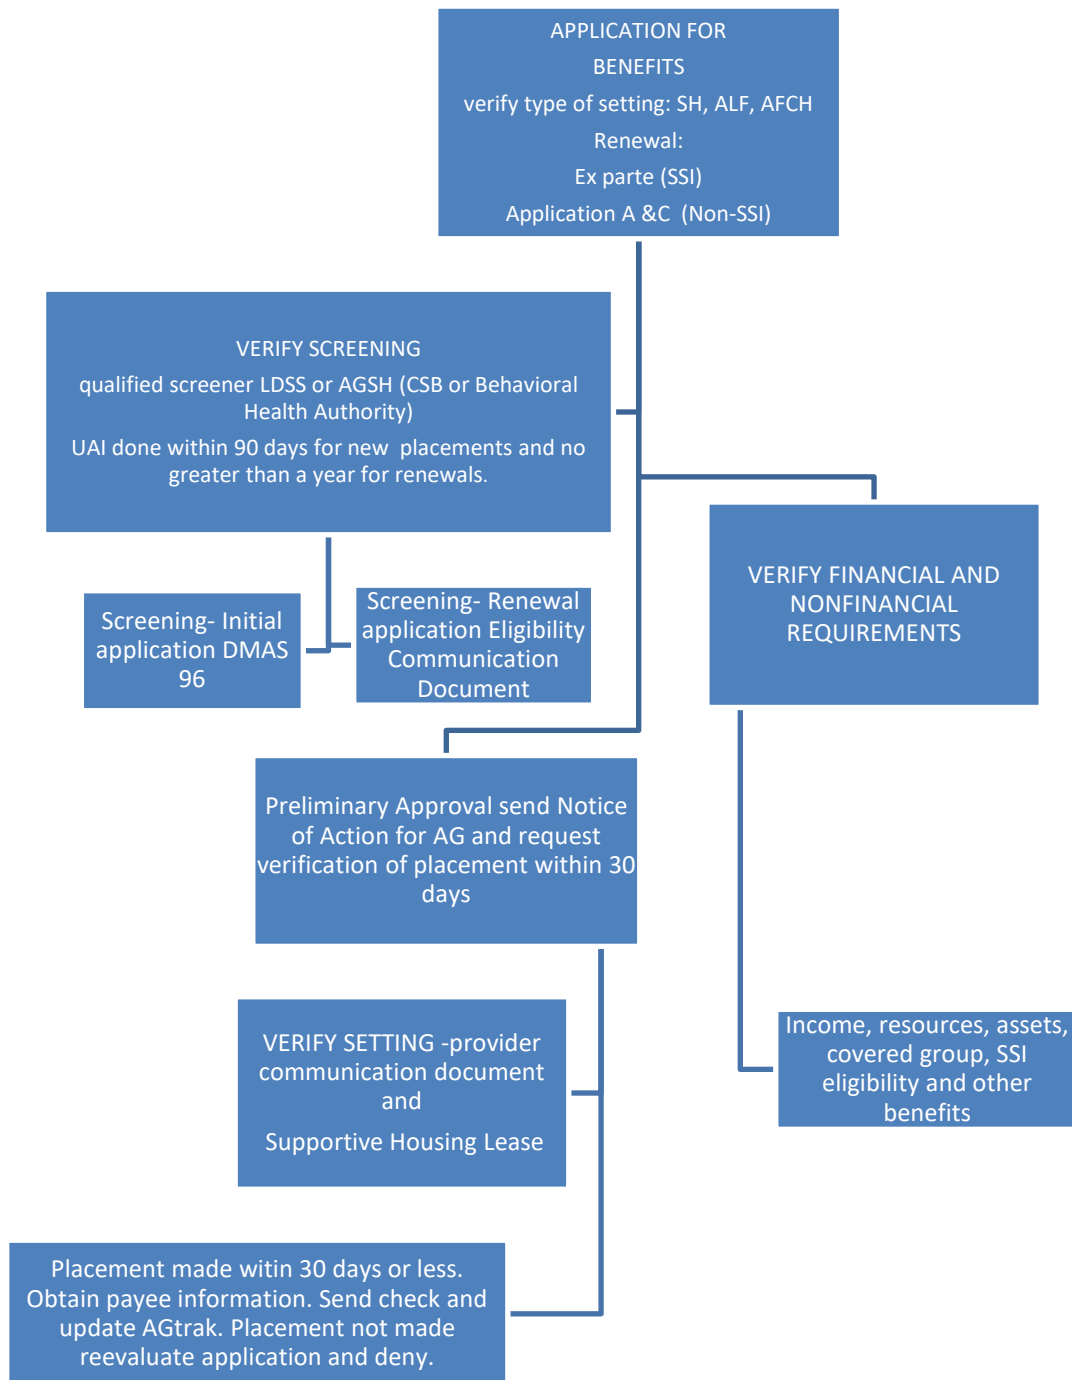 APPLICATION FOR
BENEFITS
verify type of setting: SH, ALF, AFCH
Renewal:
Ex parte (SSI)
Application A &C  (Non-SSI)
VERIFY SCREENING
qualified screener LDSS or AGSH (CSB or Behavioral
Health Authority)
UAI done within 90 days for new  placements and no
greater than a year for renewals.
Screening- Initial
application DMAS
96
Screening- Renewal
application Eligibility
Communication
Document
VERIFY FINANCIAL AND
NONFINANCIAL
REQUIREMENTS
Preliminary Approval send Notice
of Action for AG and request
verification of placement within 30
days
VERIFY SETTING -provider
communication document
and
Supportive Housing Lease
Income, resources, assets,
covered group, SSI
eligibility and other
benefits
Placement made witin 30 days or less.
Obtain payee information. Send check and
update AGtrak. Placement not made
reevaluate application and deny.